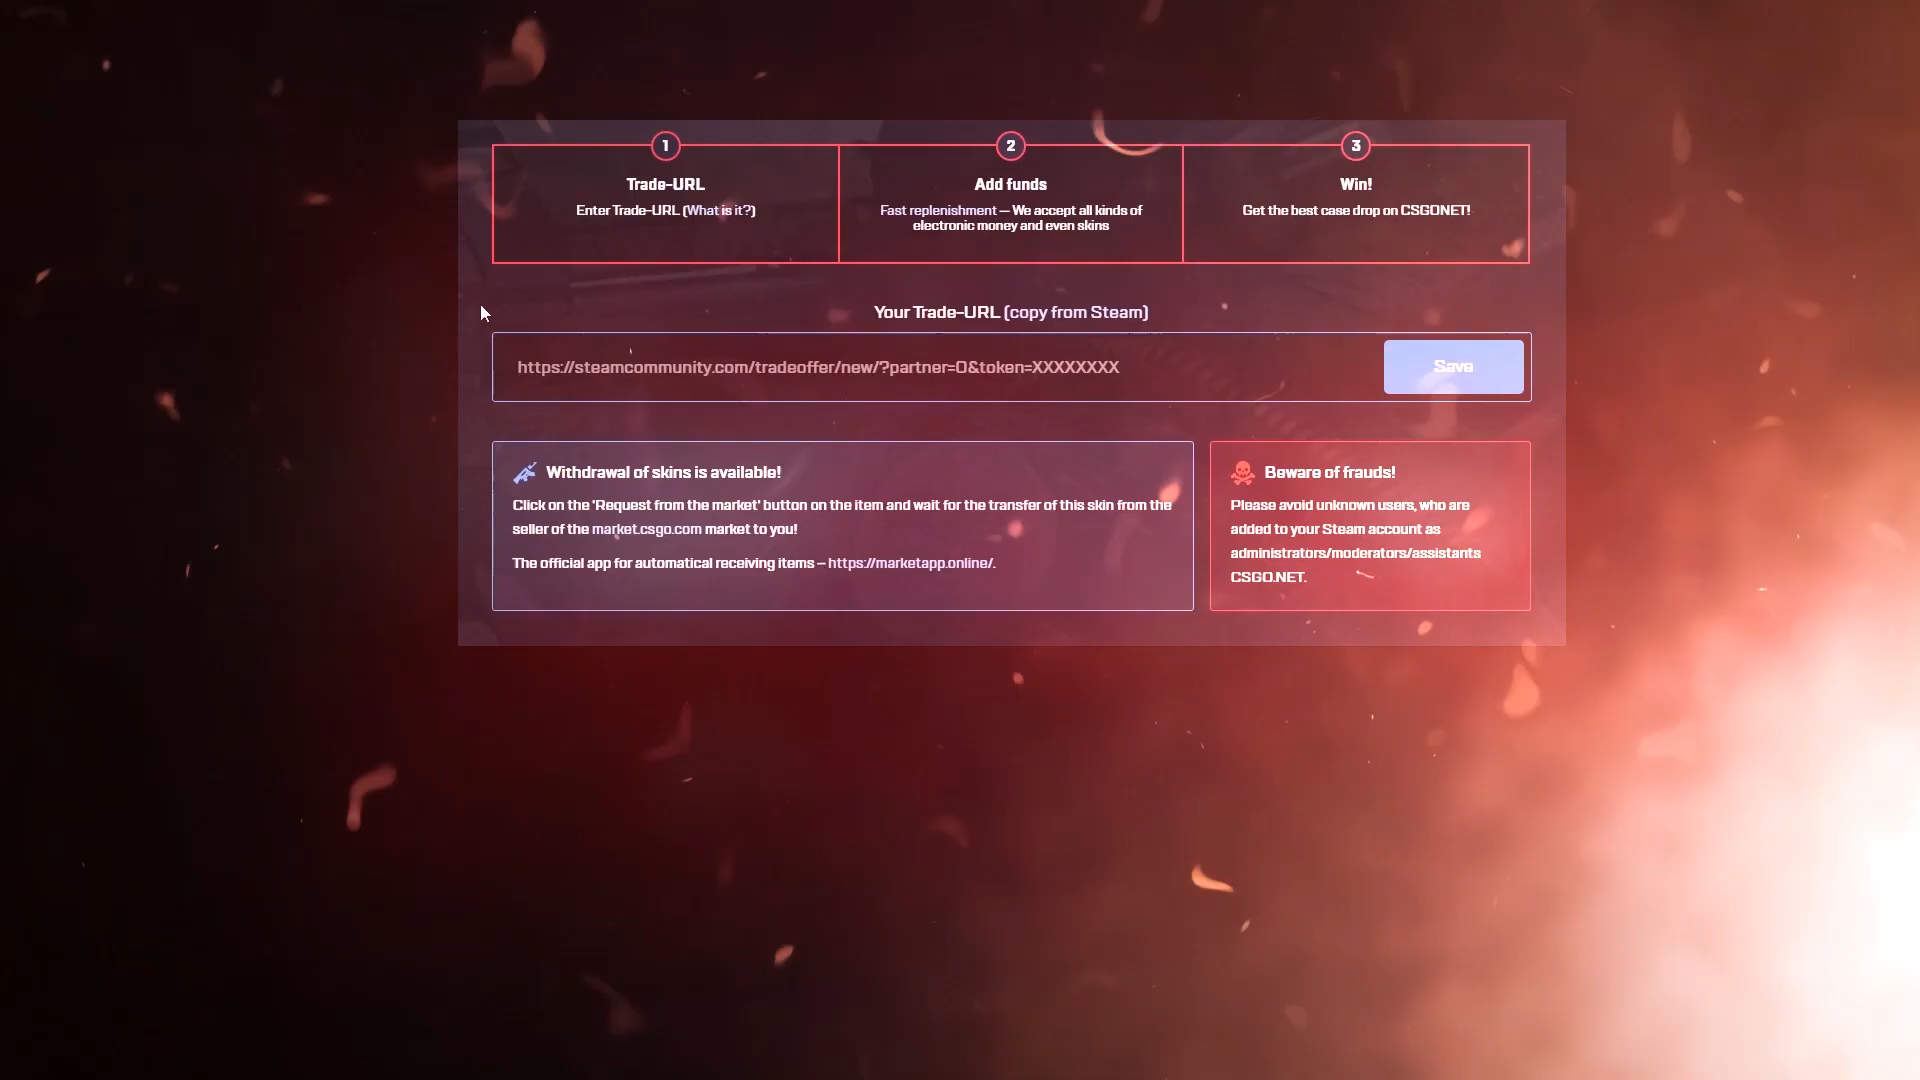 1
Trade-URL
Enter Trade-URL (What is it?)
2
Add funds
Fast replenishment — We accept all kinds of
electronic money and even skins
3
Win!
Get the best case drop on CSGONET!
Your Trade-URL (copy from Steam)
https://steamcommunity.com/tradeoffer/new/?partner=0&token=XXXXXXXX
Save
Withdrawal of skins is available!
Click on the 'Request from the market' button on the item and wait for the transfer of this skin from the
seller of the market.csgo.com market to you!
The official app for automatical receiving items – https://marketapp.online/.
Beware of frauds!
Please avoid unknown users, who are
added to your Steam account as
administrators/moderators/assistants
CSGO.NET.